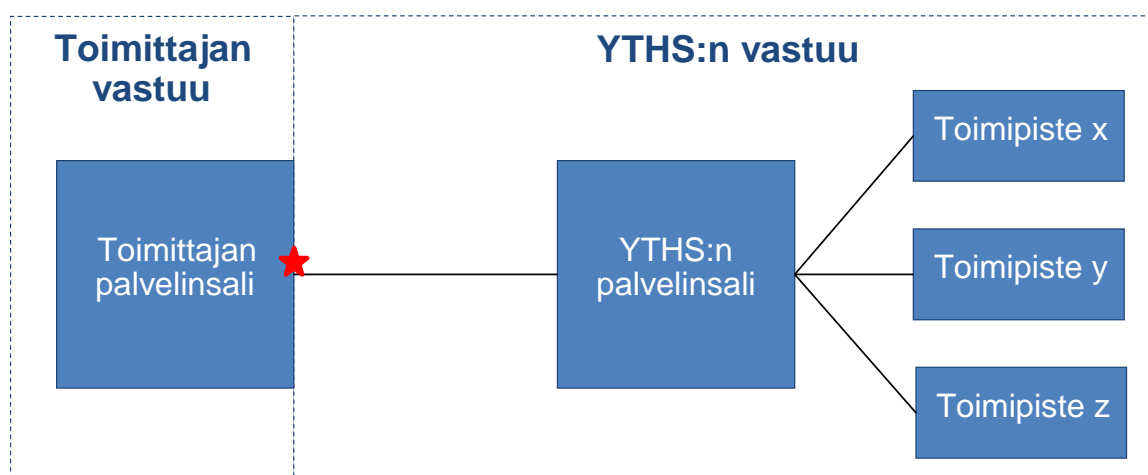 Toimittajan
vastuu
YTHS:n vastuu
Toimipiste x
Toimittajan
palvelinsali
YTHS:n
palvelinsali
Toimipiste y
Toimipiste z